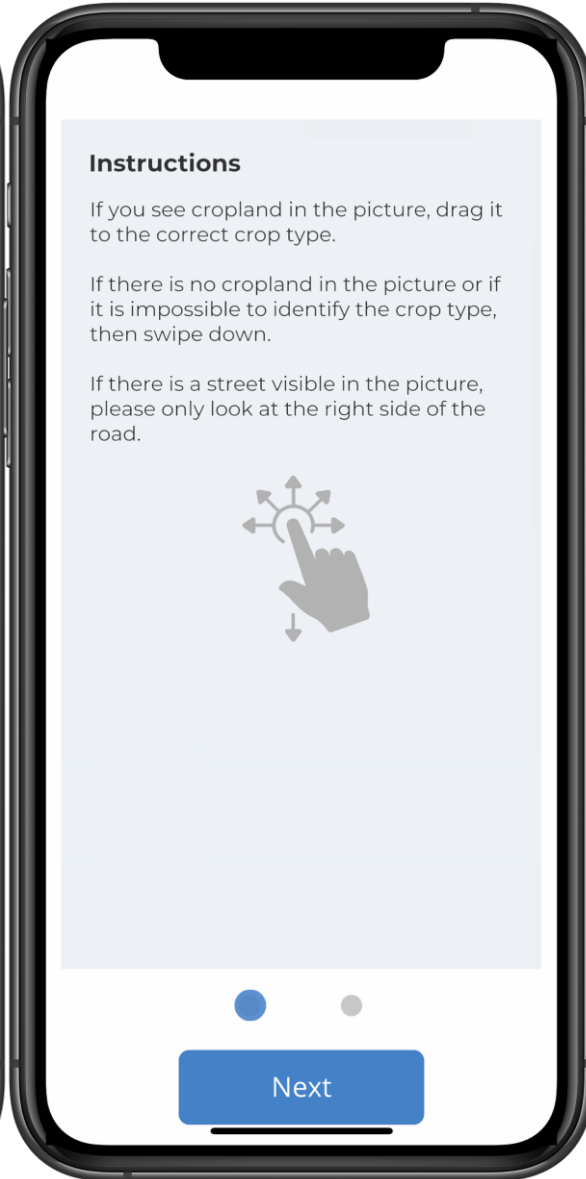 Instructions
If you see cropland in the picture, drag it
to the correct crop type.
If there is no cropland in the picture or if
it is impossible to identify the crop type,
then swipe down.
If there is a street visible in the picture,
please only look at the right side of the
road.
Next